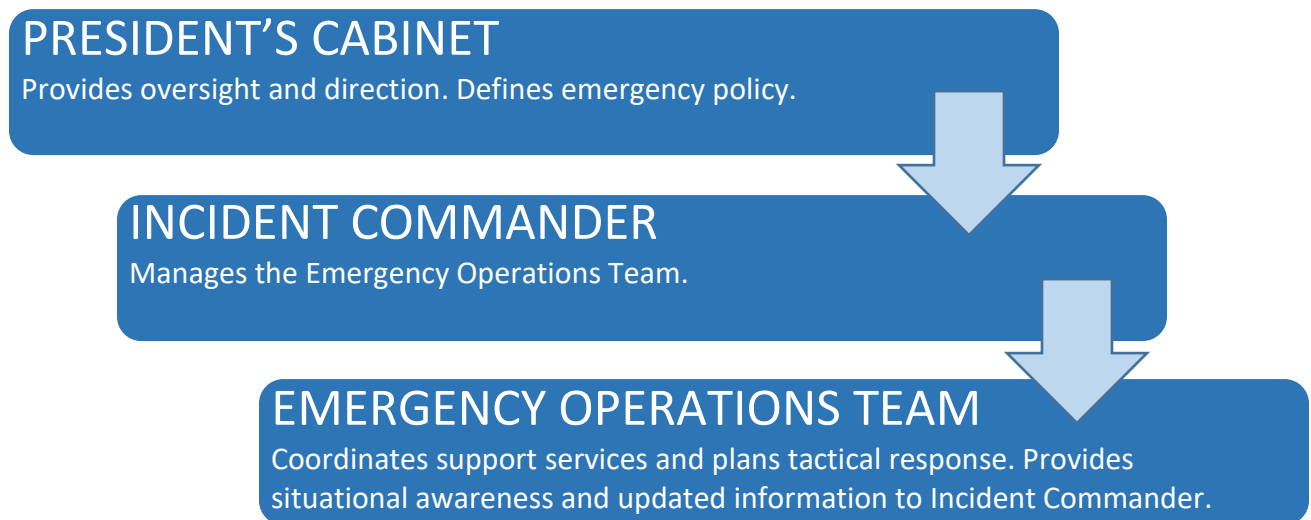 PRESIDENT’S CABINET
Provides oversight and direction. Defines emergency policy.
INCIDENT COMMANDER
Manages the Emergency Operations Team.
EMERGENCY OPERATIONS TEAM
Coordinates support services and plans tactical response. Provides
situational awareness and updated information to Incident Commander.